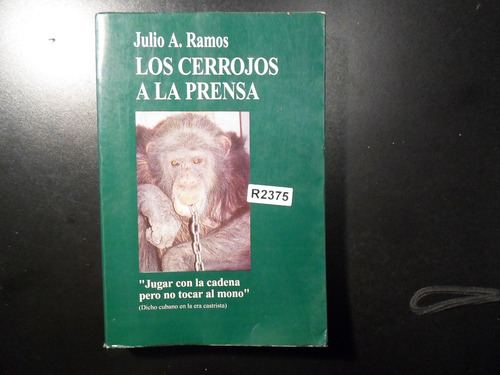 Julio A. Ramos
LOS CERROJOS
A LA PRENSA
R2375
"Jugar con la cadena
pero no tocar al mono"
(Dicho cubano en la era castrista)